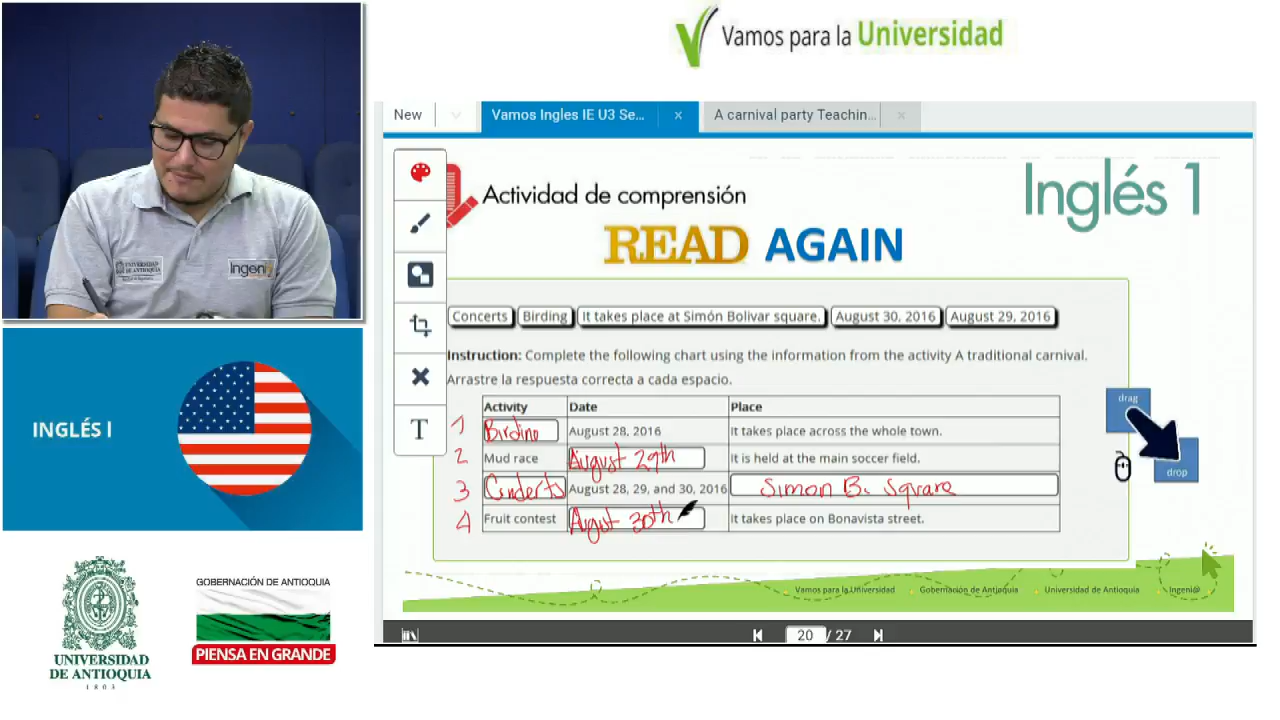 Vamos para la Universidad
New
Vamos Ingles IE U3 Se...
A carnival party Teachin...
Actividad de comprensión
Inglés 1
READ AGAIN
Concerts
Birding
It takes place at Simón Bolivar square.
August 30, 2016
August 29, 2016
Instruction: Complete the following chart using the information from the activity A traditional carnival.
Arrastre la respuesta correcta a cada espacio.
Activity Date Place
1 Birding August 28, 2016 It takes place across the whole town.
2 Mud race August 29th It is held at the main soccer field.
3 Conderts August 28, 29, and 30, 2016 Simon B. Square
4 Fruit contest August 30th It takes place on Bonavista street.
drag
drop
T
Vamos para la Universidad
Gobernación de Antioquia
Universidad de Antioquia
Ingeni@
20 / 27
UNIVERSIDAD
DE ANTIOQUIA
Ingeni@
INGLÉS I
UNIVERSIDAD
DE ANTIOQUIA
1803
GOBERNACIÓN DE ANTIOQUIA
PIENSA EN GRANDE